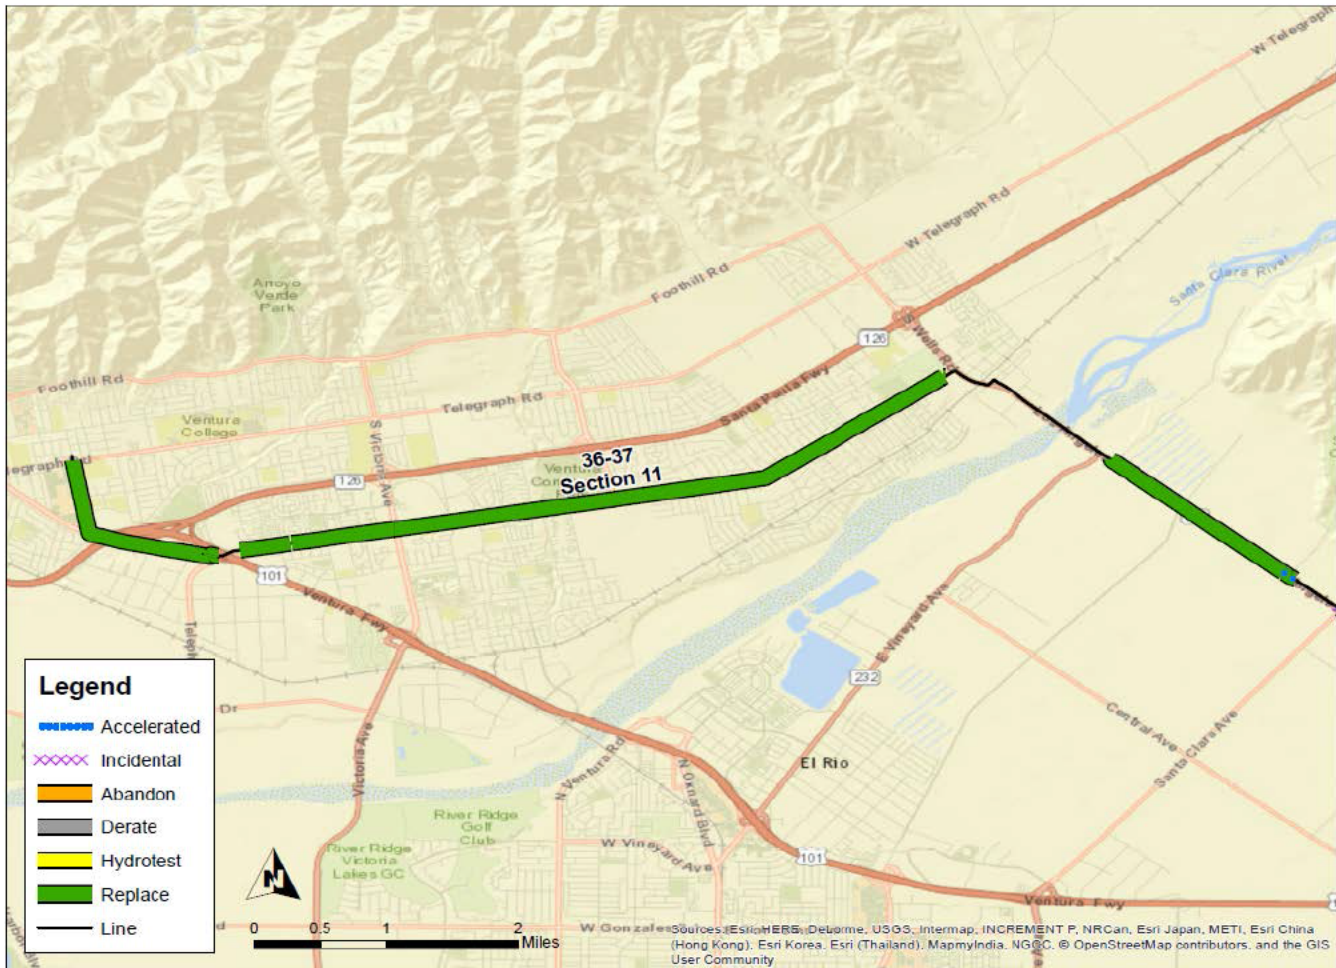 W Telegraph Rd
W Telegraph Rd
Santa Clara River
Foothill Rd
Arroyo
Verde
Park
S Wells Rd
126
Foothill Rd
Telegraph Rd
Santa Paula Fwy
Ventura
College
S Victoria Ave
36-37
Section 11
126
101
Ventura Fwy
E Vineyard Ave
232
Central Ave
Santa Clara Ave
El Rio
Dr
Victoria Ave
N Ventura Rd
N Oxnard Blvd
River Ridge
Golf
Club
River Ridge
Victoria
Lakes GC
W Vineyard Ave
101
Ventura Fwy
W Gonzales
Legend
Accelerated
Incidental
Abandon
Derate
Hydrotest
Replace
Line
N
0 0.5 1 2
Miles
Sources: Esri, HERE, DeLorme, USGS, Intermap, INCREMENT P, NRCan, Esri Japan, METI, Esri China
(Hong Kong), Esri Korea, Esri (Thailand), MapmyIndia, NGCC, © OpenStreetMap contributors, and the GIS
User Community